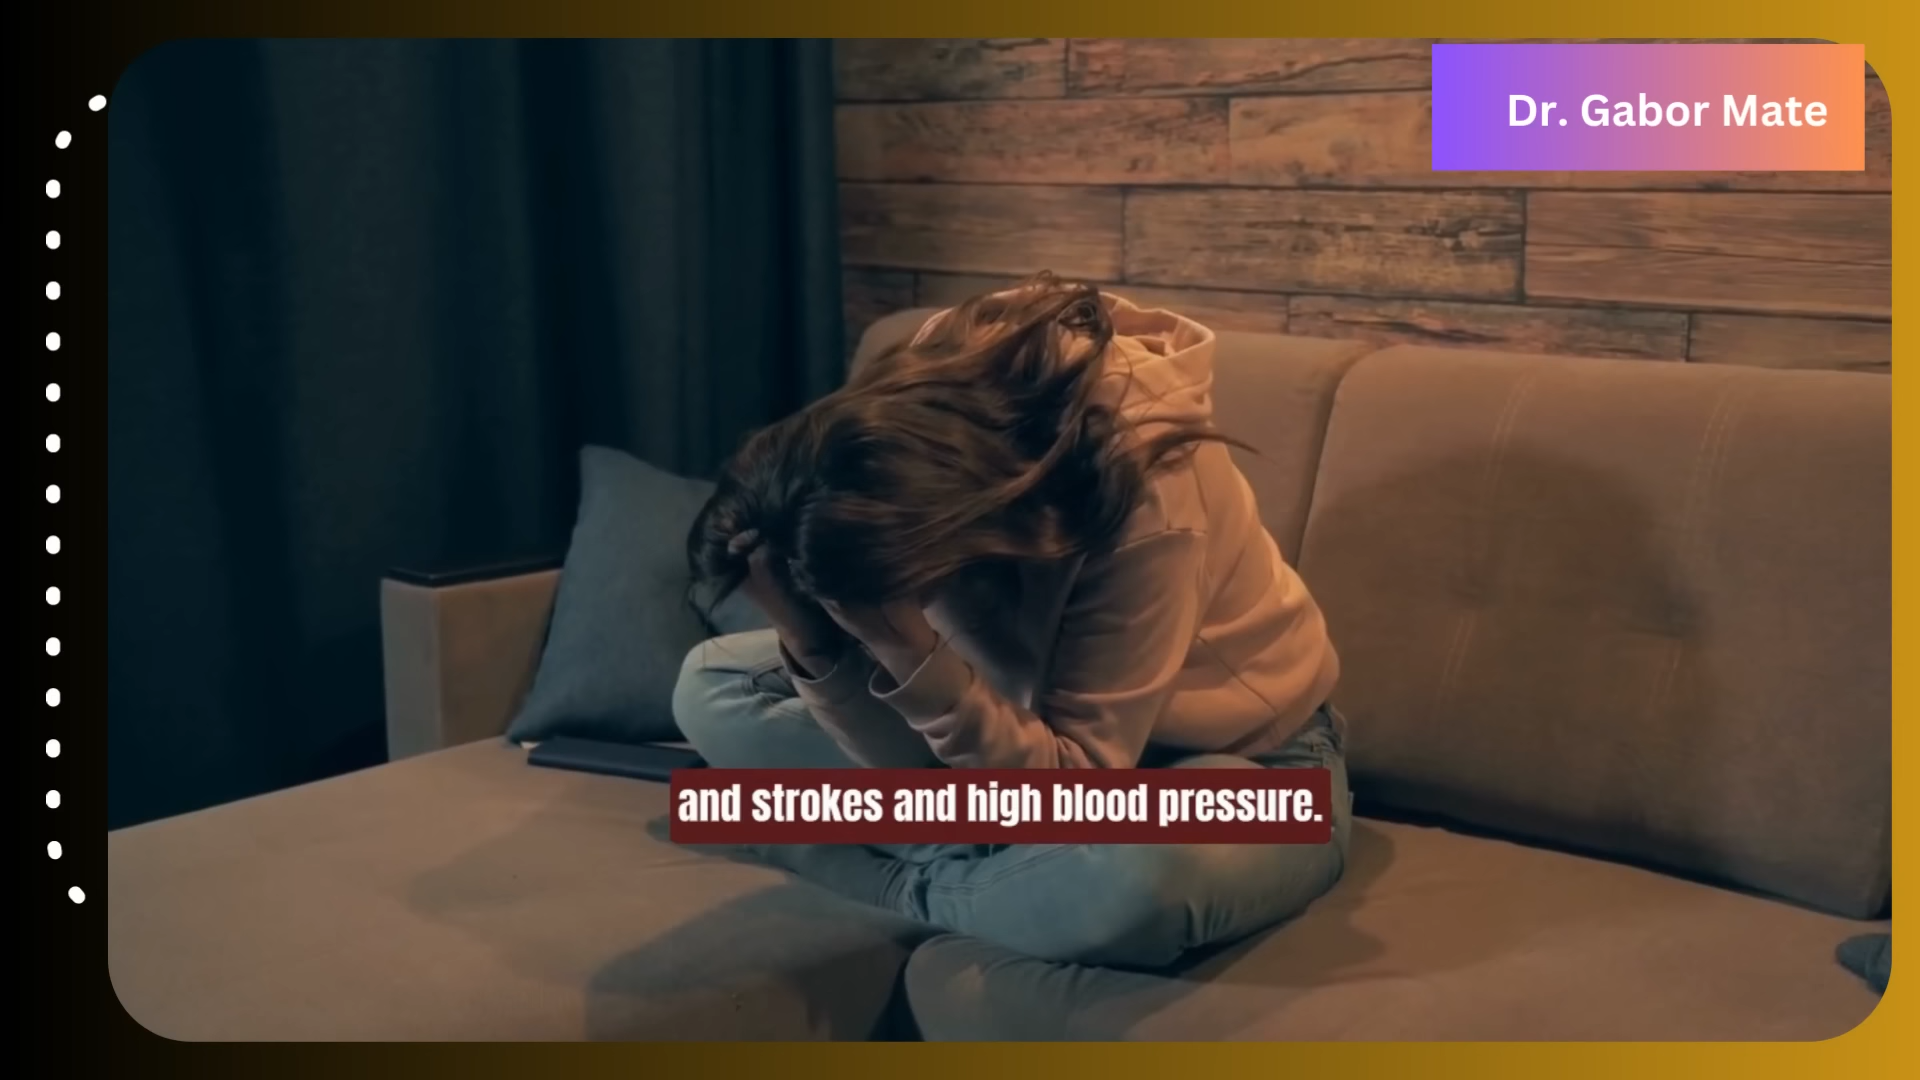 Dr. Gabor Mate
and strokes and high blood pressure.